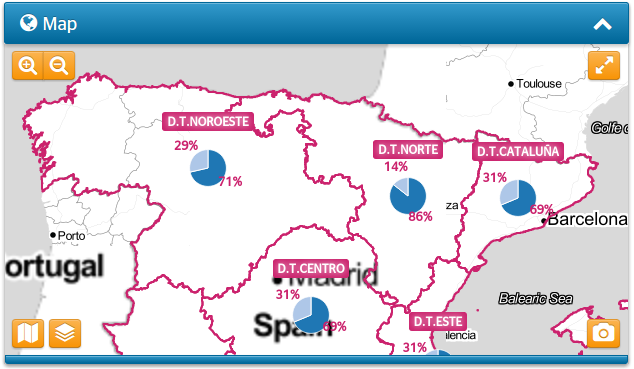 Map
Toulouse
Golfe d
D.T.NOROESTE
29%
71%
D.T.NORTE
14%
86%
D.T.CATALUÑA
31%
69%
za
Barcelona
Porto
ortugal
D.T.CENTRO
Madrid
31%
69%
Spain
Balearic Sea
D.T.ESTE
lencia
31%